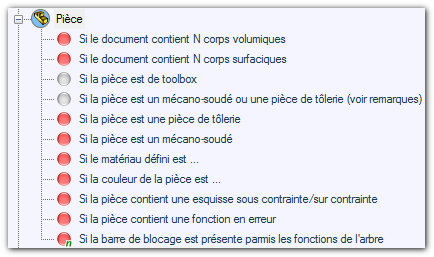 Pièce
Si le document contient N corps volumiques
Si le document contient N corps surfaciques
Si la pièce est de toolbox
Si la pièce est un mécano-soudé ou une pièce de tôlerie (voir remarques)
Si la pièce est une pièce de tôlerie
Si la pièce est un mécano-soudé
Si le matériau défini est ...
Si la couleur de la pièce est ...
Si la pièce contient une esquisse sous contrainte/sur contrainte
Si la pièce contient une fonction en erreur
Si la barre de blocage est présente parmis les fonctions de l'arbre